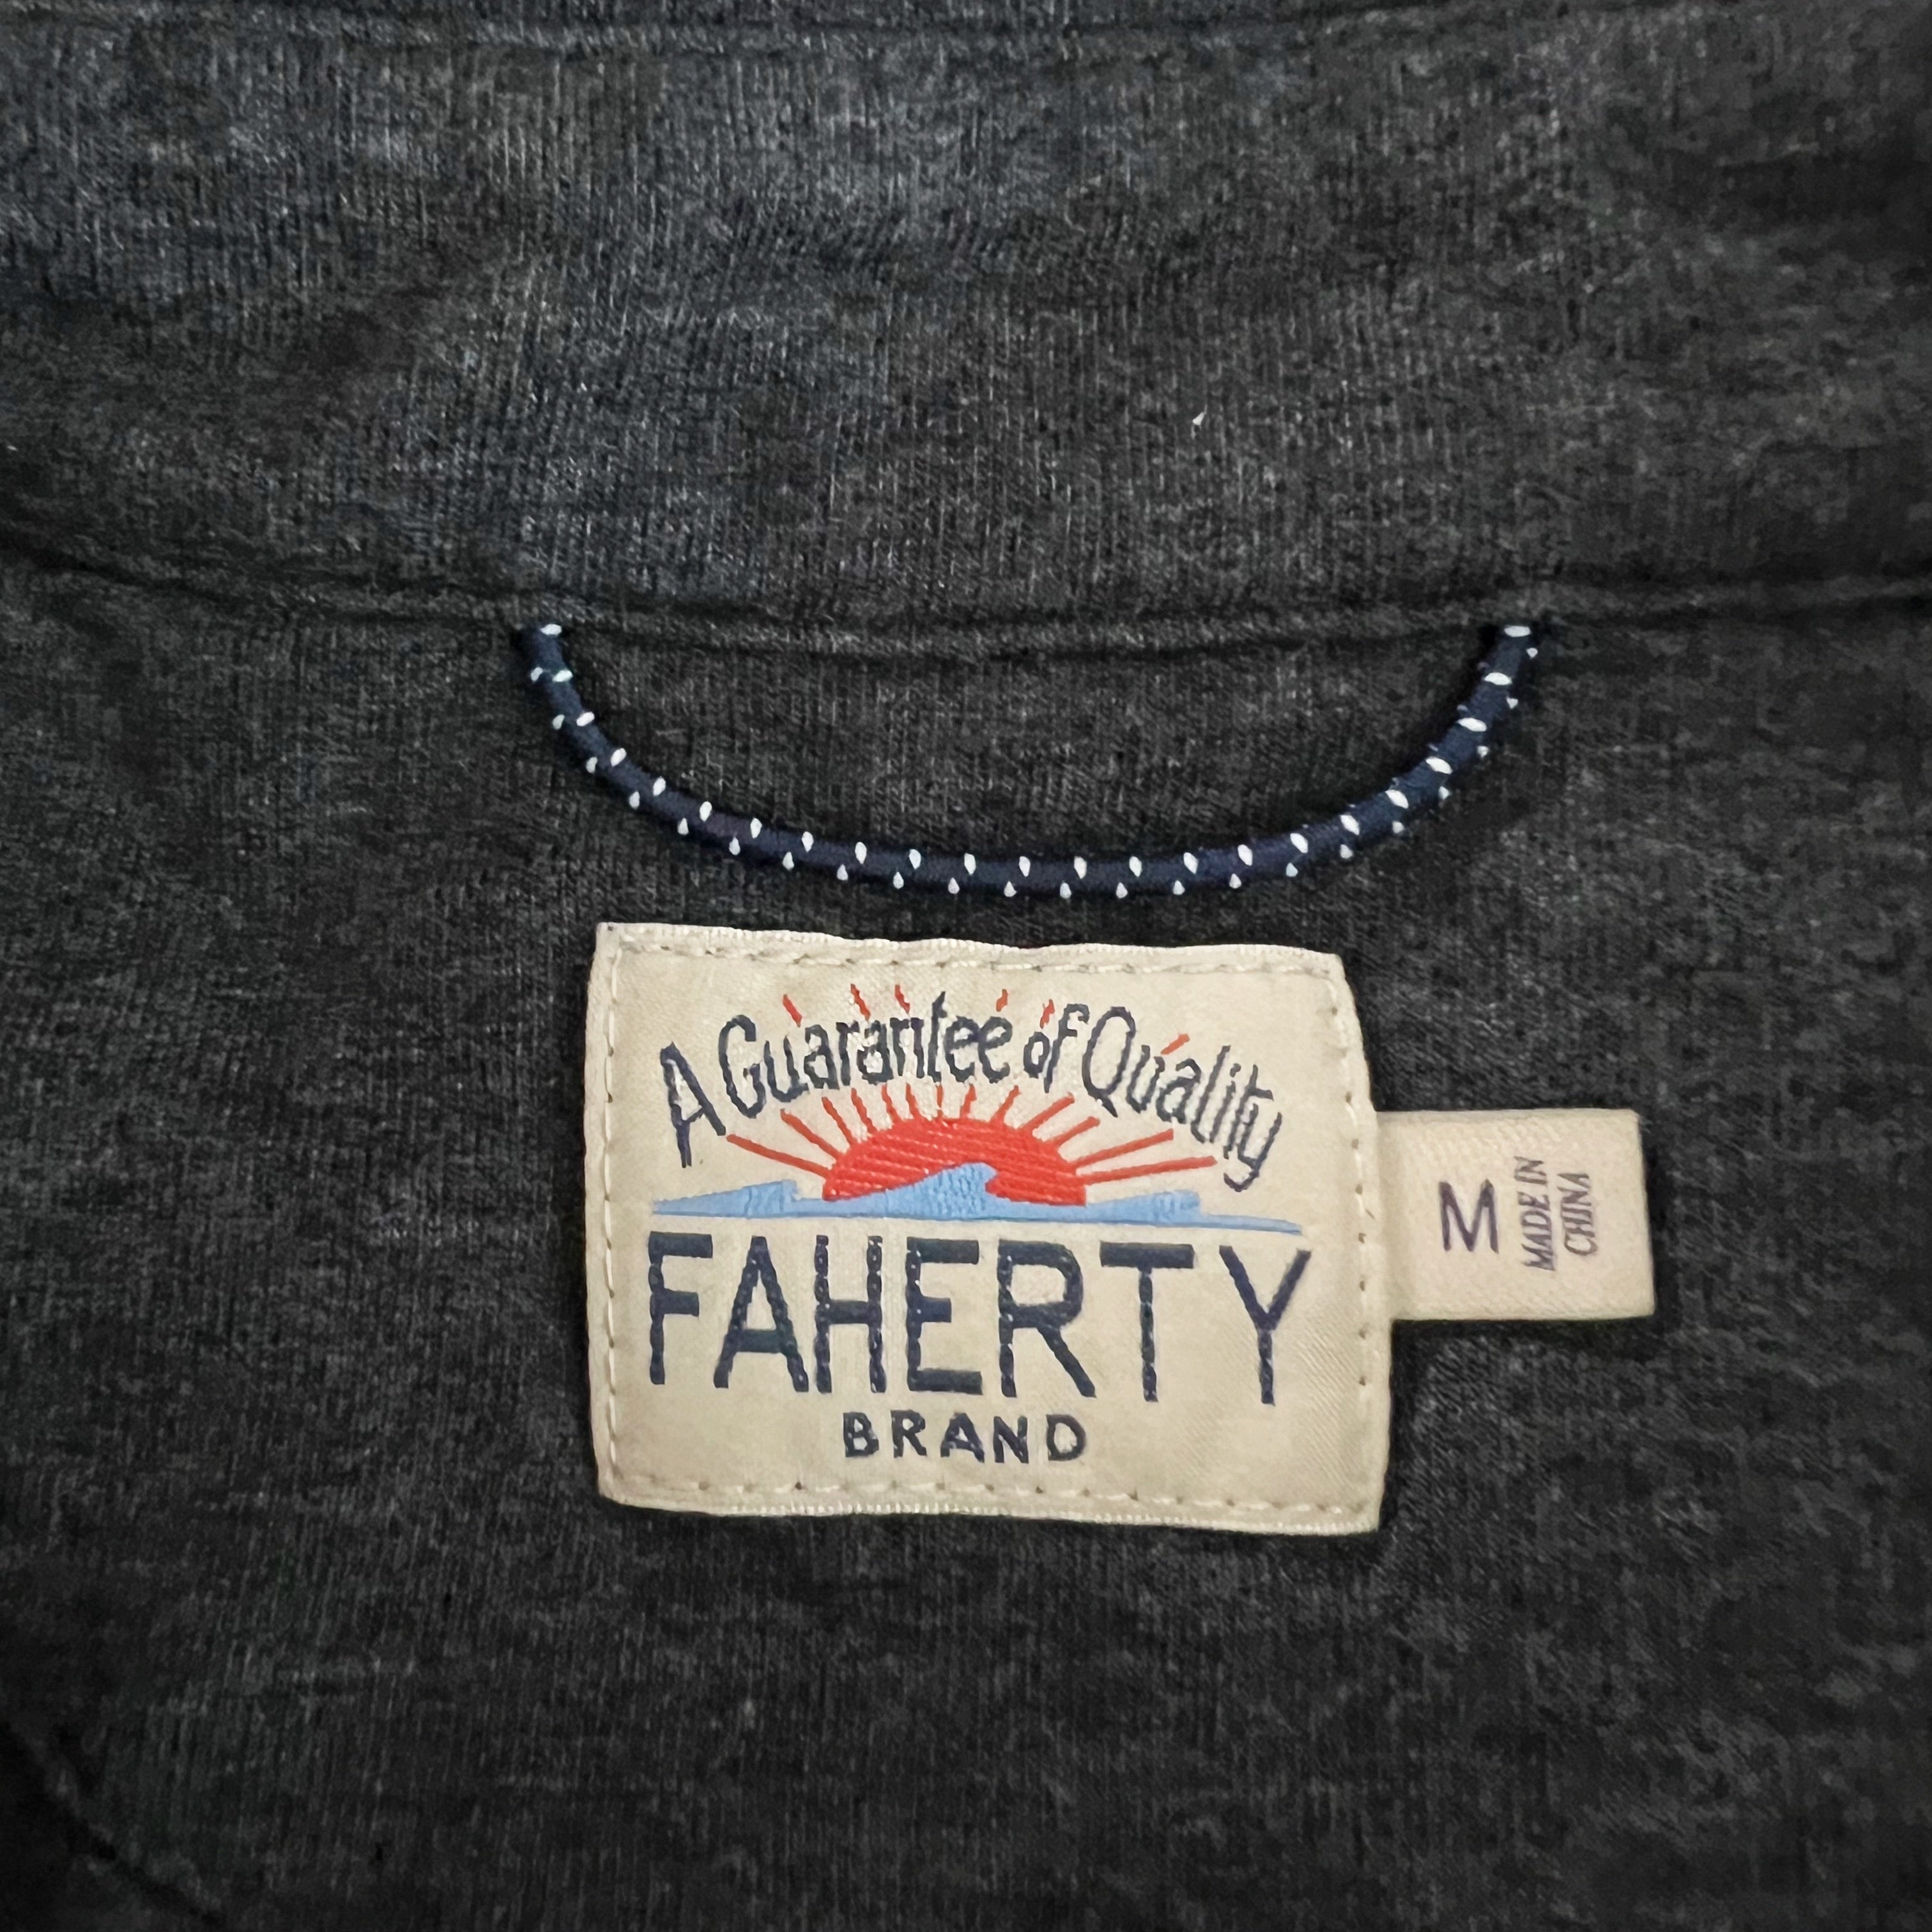 A Guarantee of Quality
FAHERTY
BRAND
M
MADE IN
CHINA